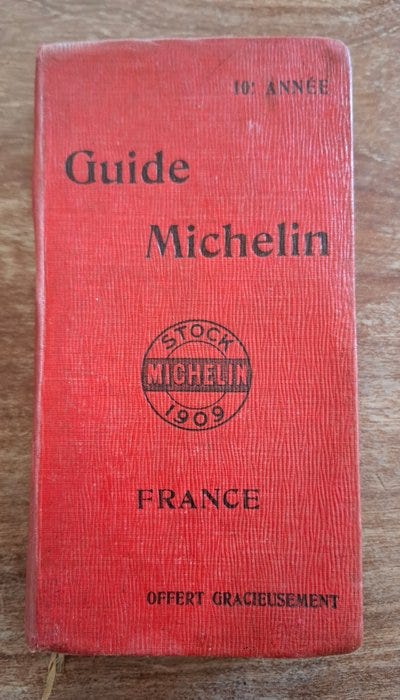 10e ANNÉE
Guide
Michelin
STOCK
MICHELIN
1909
FRANCE
OFFERT GRACIEUSEMENT